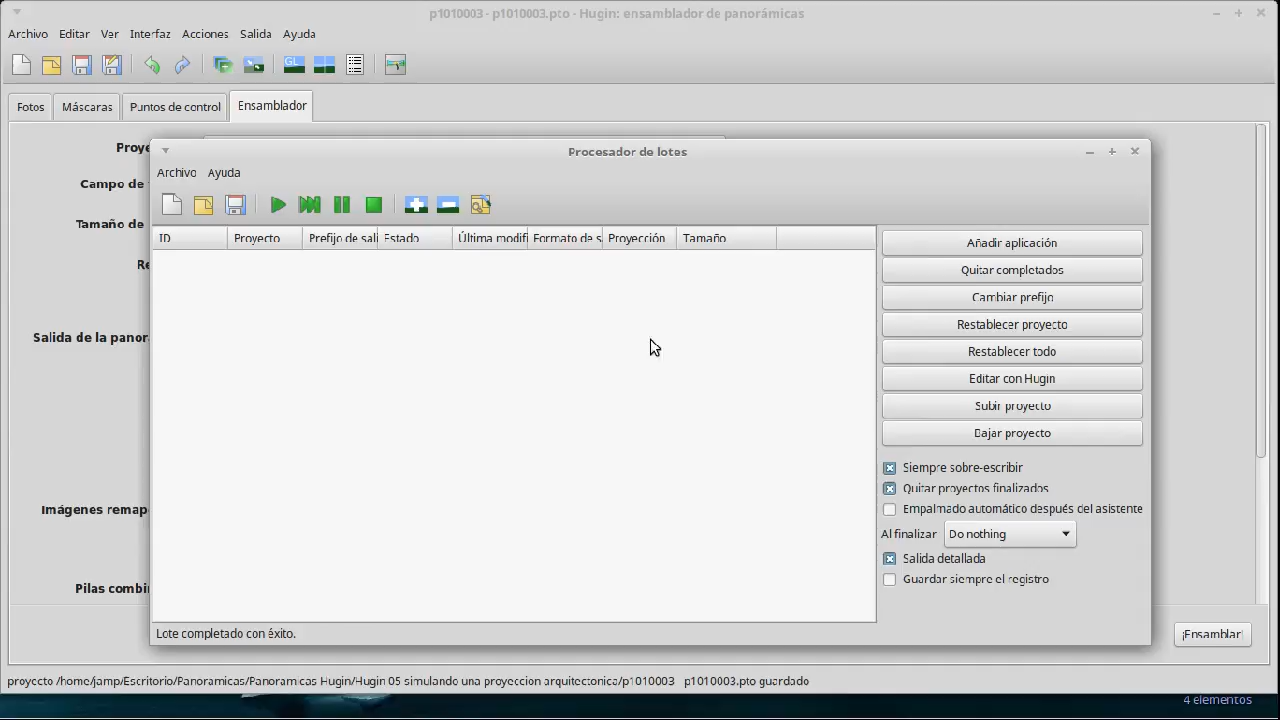 p1010003 - p1010003.pto - Hugin: ensamblador de panorámicas
Archivo Editar Ver Interfaz Acciones Salida Ayuda
GL
Fotos Máscaras Puntos de control Ensamblador
Proye
Procesador de lotes
Archivo Ayuda
Campo de
Tamaño de
Re
Salida de la panor
Imágenes remap
Pilas combin
ID Proyecto Prefijo de sali Estado Última modifi Formato de s Proyección Tamaño
Añadir aplicación
Quitar completados
Cambiar prefijo
Restablecer proyecto
Restablecer todo
Editar con Hugin
Subir proyecto
Bajar proyecto
Siempre sobre-escribir
Quitar proyectos finalizados
Empalmado automático después del asistente
Al finalizar Do nothing
Salida detallada
Guardar siempre el registro
Lote completado con éxito.
¡Ensamblar!
proyecto /home/jamp/Escritorio/Panoramicas/Panoramicas Hugin/Hugin 05 simulando una proyeccion arquitectonica/p1010003 p1010003.pto guardado
4 elementos